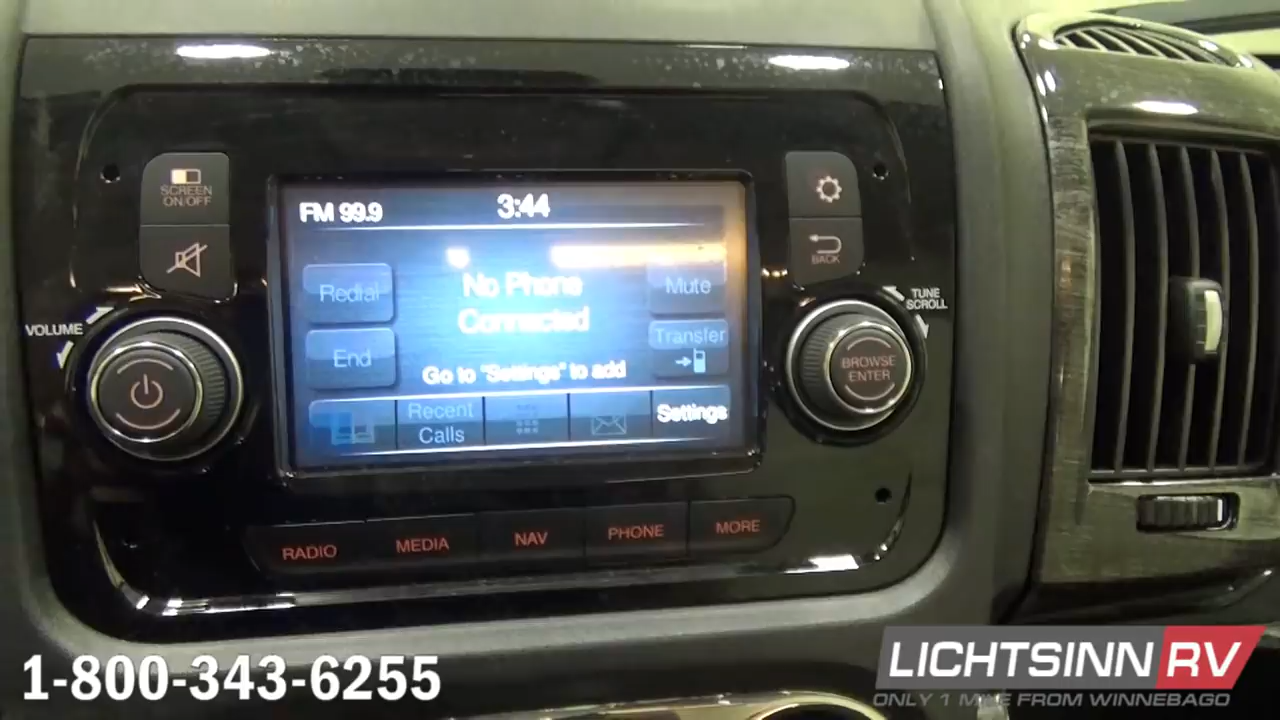 SCREEN
ON/OFF
FM 99.9
3:44
BACK
VOLUME
TUNE
SCROLL
Redial
No Phone
Connected
Mute
End
Transfer
BROWSE
ENTER
Go to "Settings" to add
Recent
Calls
Settings
RADIO
MEDIA
NAV
PHONE
MORE
1-800-343-6255
LICHTSINN RV
ONLY 1 MILE FROM WINNEBAGO